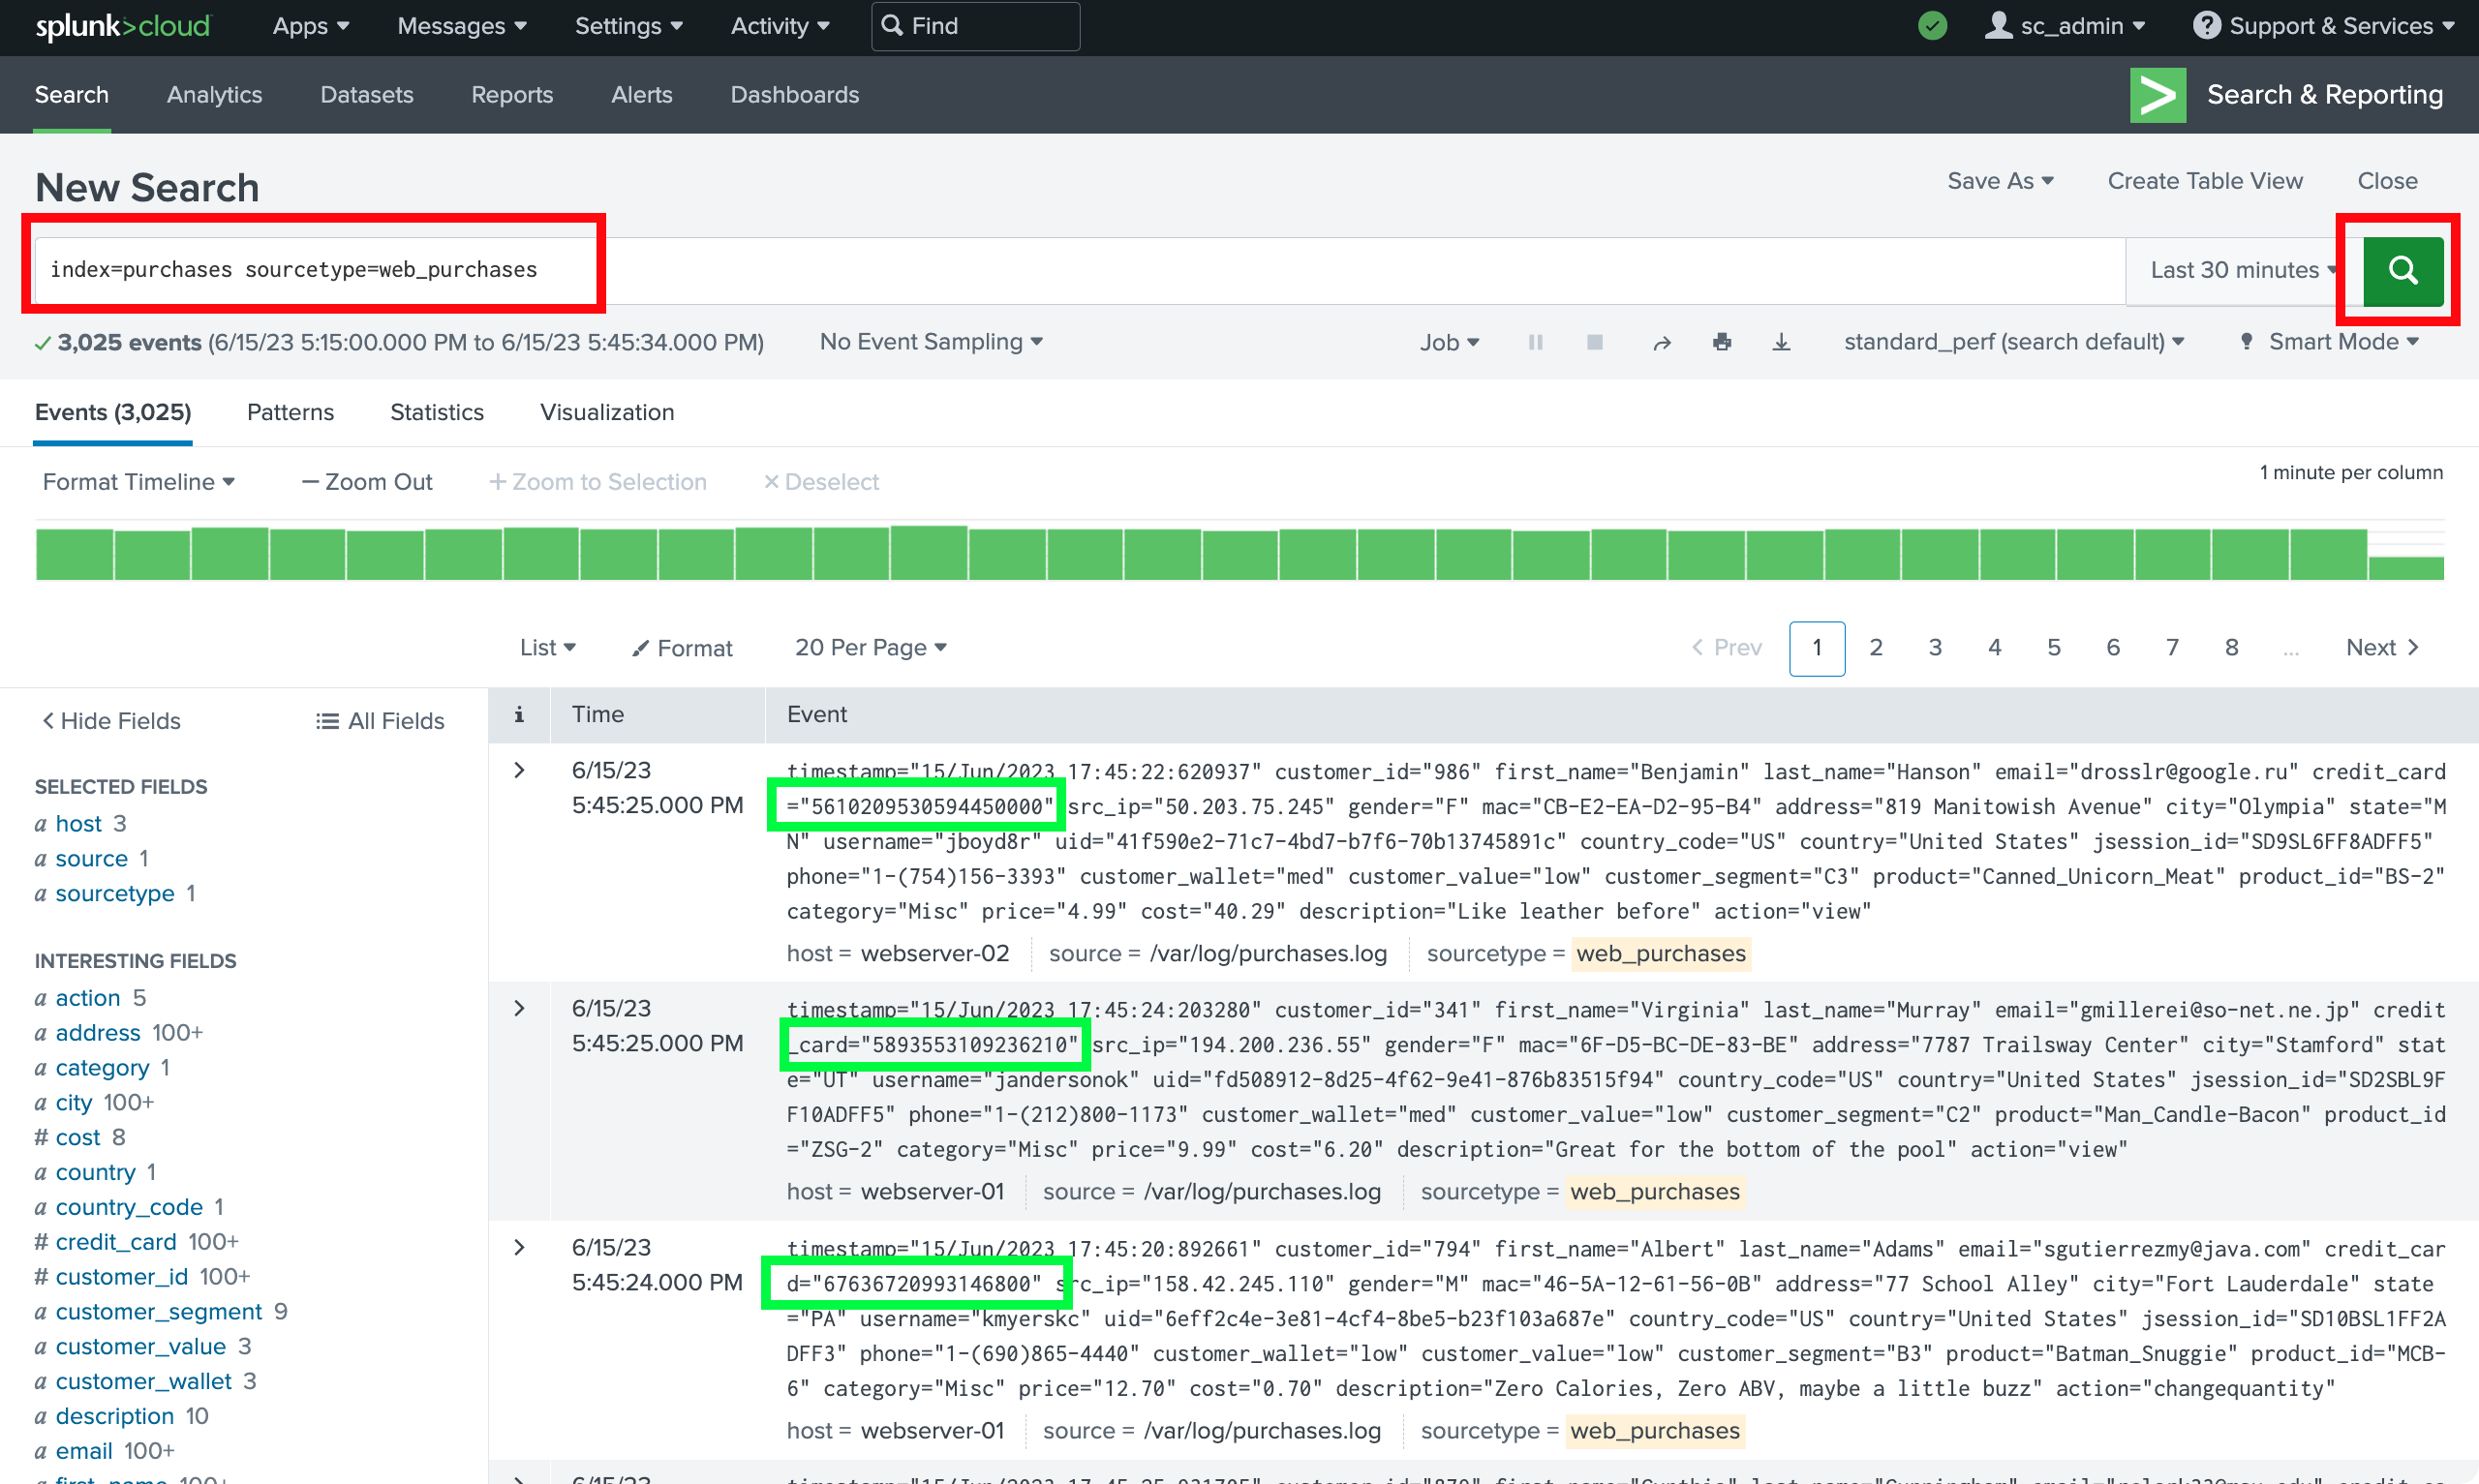 splunk>cloud Apps Messages Settings Activity Find sc_admin Support & Services
Search Analytics Datasets Reports Alerts Dashboards Search & Reporting
New Search Save As Create Table View Close
index=purchases sourcetype=web_purchases Last 30 minutes
3,025 events (6/15/23 5:15:00.000 PM to 6/15/23 5:45:34.000 PM) No Event Sampling Job standard_perf (search default) Smart Mode
Events (3,025) Patterns Statistics Visualization
Format Timeline — Zoom Out + Zoom to Selection × Deselect 1 minute per column
List Format 20 Per Page < Prev 1 2 3 4 5 6 7 8 ... Next >
< Hide Fields All Fields
SELECTED FIELDS
a host 3
a source 1
a sourcetype 1
INTERESTING FIELDS
a action 5
a address 100+
a category 1
a city 100+
# cost 8
a country 1
a country_code 1
# credit_card 100+
# customer_id 100+
a customer_segment 9
a customer_value 3
a customer_wallet 3
a description 10
a email 100+
i Time Event
> 6/15/23
5:45:25.000 PM
timestamp="15/Jun/2023 17:45:22:620937" customer_id="986" first_name="Benjamin" last_name="Hanson" email="drosslr@google.ru" credit_card
="5610209530594450000" src_ip="50.203.75.245" gender="F" mac="CB-E2-EA-D2-95-B4" address="819 Manitowish Avenue" city="Olympia" state="M
N" username="jboyd8r" uid="41f590e2-71c7-4bd7-b7f6-70b13745891c" country_code="US" country="United States" jsession_id="SD9SL6FF8ADFF5"
phone="1-(754)156-3393" customer_wallet="med" customer_value="low" customer_segment="C3" product="Canned_Unicorn_Meat" product_id="BS-2"
category="Misc" price="4.99" cost="40.29" description="Like leather before" action="view"
host = webserver-02 source = /var/log/purchases.log sourcetype = web_purchases
> 6/15/23
5:45:25.000 PM
timestamp="15/Jun/2023 17:45:24:203280" customer_id="341" first_name="Virginia" last_name="Murray" email="gmillerei@so-net.ne.jp" credit
_card="5893553109236210" src_ip="194.200.236.55" gender="F" mac="6F-D5-BC-DE-83-BE" address="7787 Trailsway Center" city="Stamford" stat
e="UT" username="jandersonok" uid="fd508912-8d25-4f62-9e41-876b83515f94" country_code="US" country="United States" jsession_id="SD2SBL9F
F10ADFF5" phone="1-(212)800-1173" customer_wallet="med" customer_value="low" customer_segment="C2" product="Man_Candle-Bacon" product_id
="ZSG-2" category="Misc" price="9.99" cost="6.20" description="Great for the bottom of the pool" action="view"
host = webserver-01 source = /var/log/purchases.log sourcetype = web_purchases
> 6/15/23
5:45:24.000 PM
timestamp="15/Jun/2023 17:45:20:892661" customer_id="794" first_name="Albert" last_name="Adams" email="sgutierrezmy@java.com" credit_car
d="67636720993146800" src_ip="158.42.245.110" gender="M" mac="46-5A-12-61-56-0B" address="77 School Alley" city="Fort Lauderdale" state
="PA" username="kmyerskc" uid="6eff2c4e-3e81-4cf4-8be5-b23f103a687e" country_code="US" country="United States" jsession_id="SD10BSL1FF2A
DFF3" phone="1-(690)865-4440" customer_wallet="low" customer_value="low" customer_segment="B3" product="Batman_Snuggie" product_id="MCB-
6" category="Misc" price="12.70" cost="0.70" description="Zero Calories, Zero ABV, maybe a little buzz" action="changequantity"
host = webserver-01 source = /var/log/purchases.log sourcetype = web_purchases